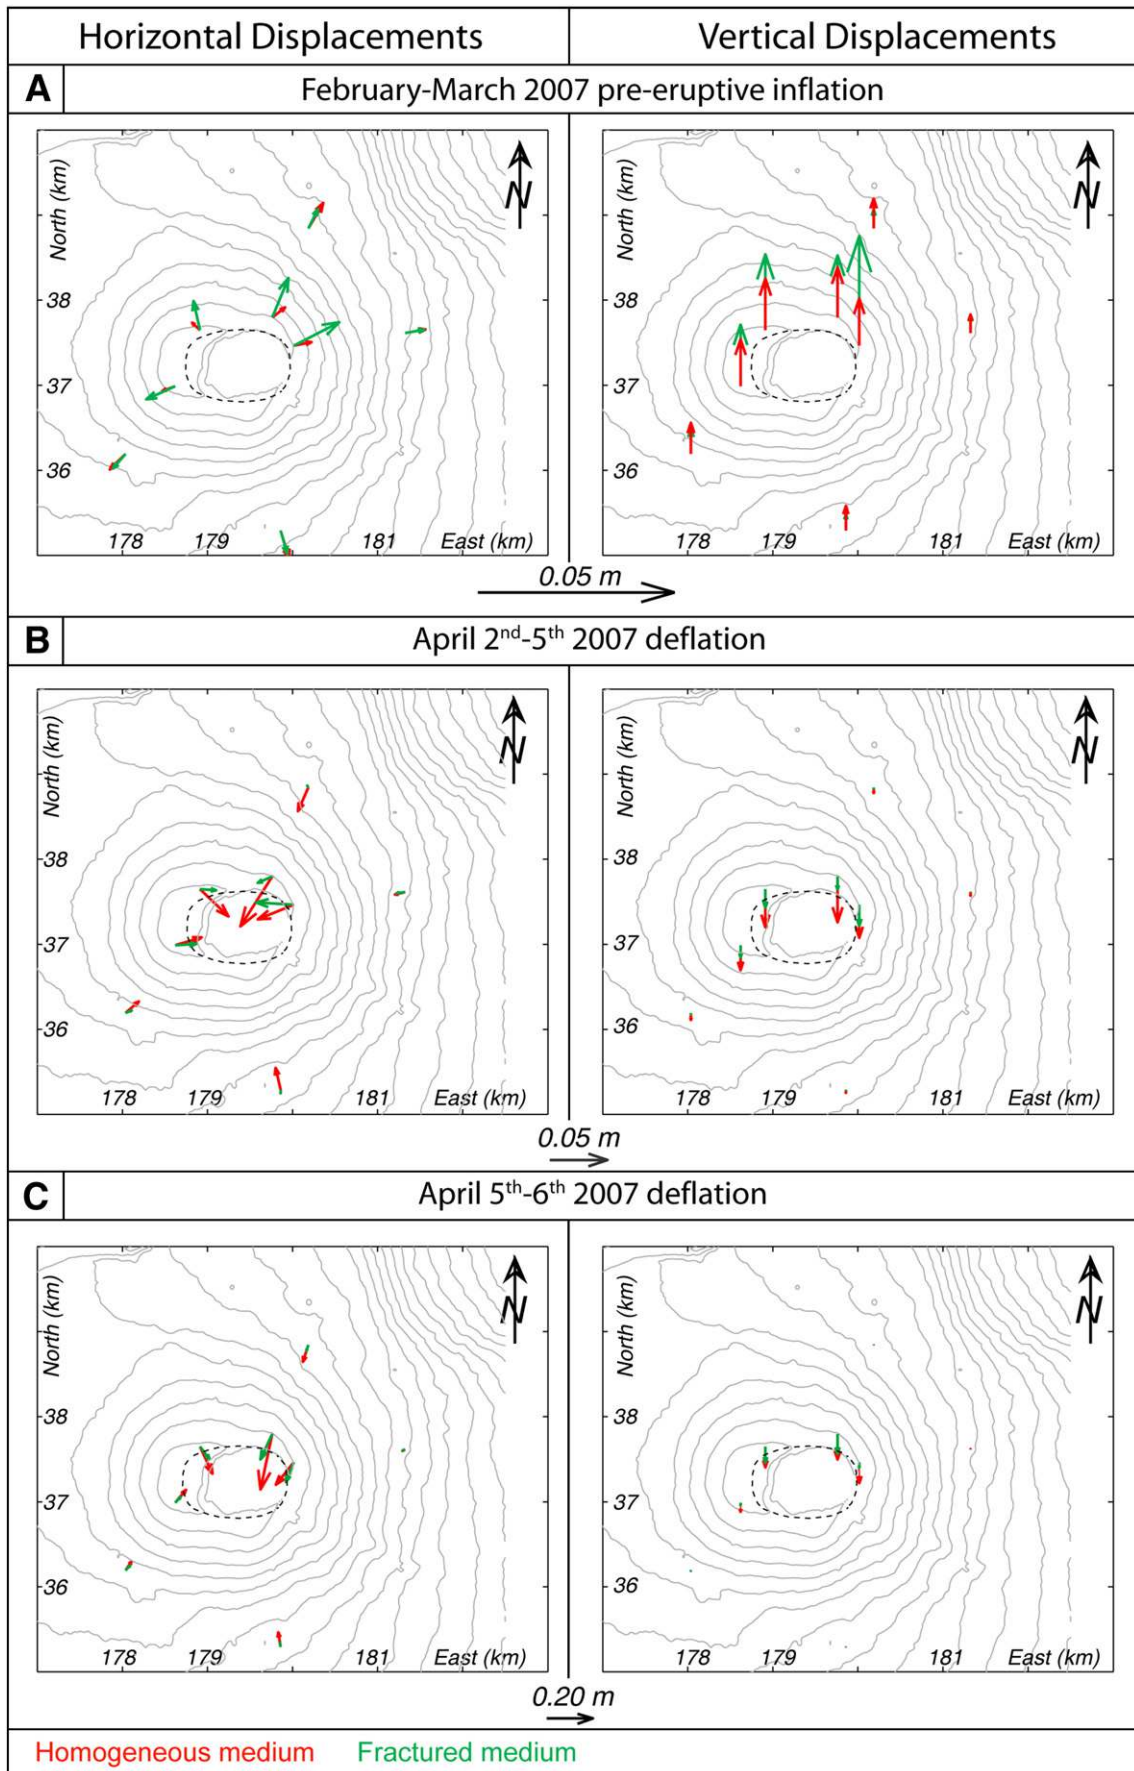 Horizontal Displacements
Vertical Displacements
A
February-March 2007 pre-eruptive inflation
North (km)
38
37
36
178
179
181
East (km)
N
North (km)
38
37
36
178
179
181
East (km)
N
0.05 m
B
April 2nd-5th 2007 deflation
North (km)
38
37
36
178
179
181
East (km)
N
North (km)
38
37
36
178
179
181
East (km)
N
0.05 m
C
April 5th-6th 2007 deflation
North (km)
38
37
36
178
179
181
East (km)
N
North (km)
38
37
36
178
179
181
East (km)
N
0.20 m
Homogeneous medium
Fractured medium